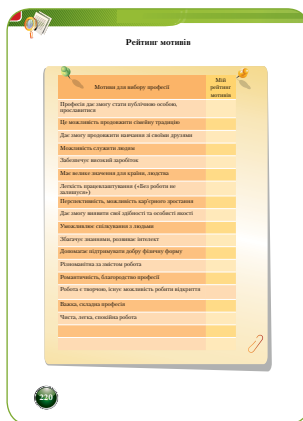 Рейтинг мотивів
Мотиви для вибору професії
Мій
рейтинг
мотивів
Професія дає змогу стати публічною особою,
прославитися
Це можливість продовжити сімейну традицію
Дає змогу продовжити навчання зі своїми друзями
Можливість служити людям
Забезпечує високий заробіток
Має велике значення для країни, людства
Легкість працевлаштування («Без роботи не
залишуся»)
Перспективність, можливість кар'єрного зростання
Дає змогу виявити свої здібності та особисті якості
Уможливлює спілкування з людьми
Збагачує знаннями, розвиває інтелект
Допомагає підтримувати добру фізичну форму
Різноманітна за змістом робота
Романтичність, благородство професії
Робота є творчою, існує можливість робити відкриття
Важка, складна професія
Чиста, легка, спокійна робота
220